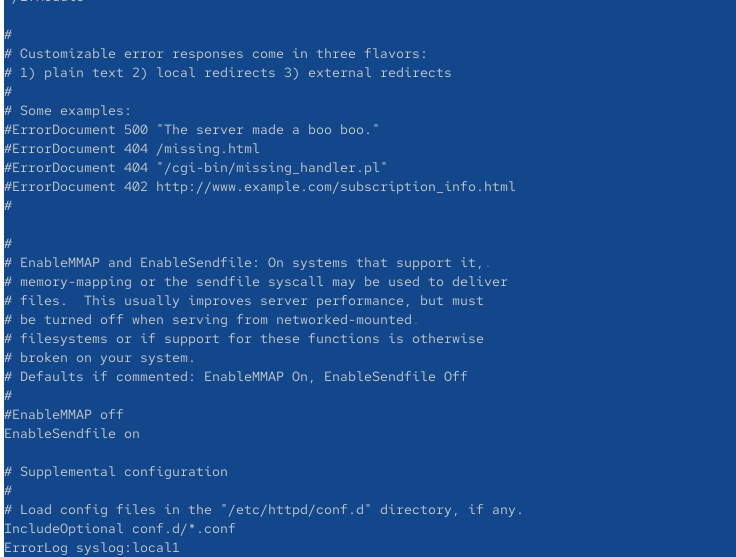 #
# Customizable error responses come in three flavors:
# 1) plain text 2) local redirects 3) external redirects
#
# Some examples:
#ErrorDocument 500 "The server made a boo boo."
#ErrorDocument 404 /missing.html
#ErrorDocument 404 "/cgi-bin/missing_handler.pl"
#ErrorDocument 402 http://www.example.com/subscription_info.html
#
#
# EnableMMAP and EnableSendfile: On systems that support it,
# memory-mapping or the sendfile syscall may be used to deliver
# files.  This usually improves server performance, but must
# be turned off when serving from networked-mounted
# filesystems or if support for these functions is otherwise
# broken on your system.
# Defaults if commented: EnableMMAP On, EnableSendfile Off
#
#EnableMMAP off
EnableSendfile on
# Supplemental configuration
#
# Load config files in the "/etc/httpd/conf.d" directory, if any.
IncludeOptional conf.d/*.conf
ErrorLog syslog:local1